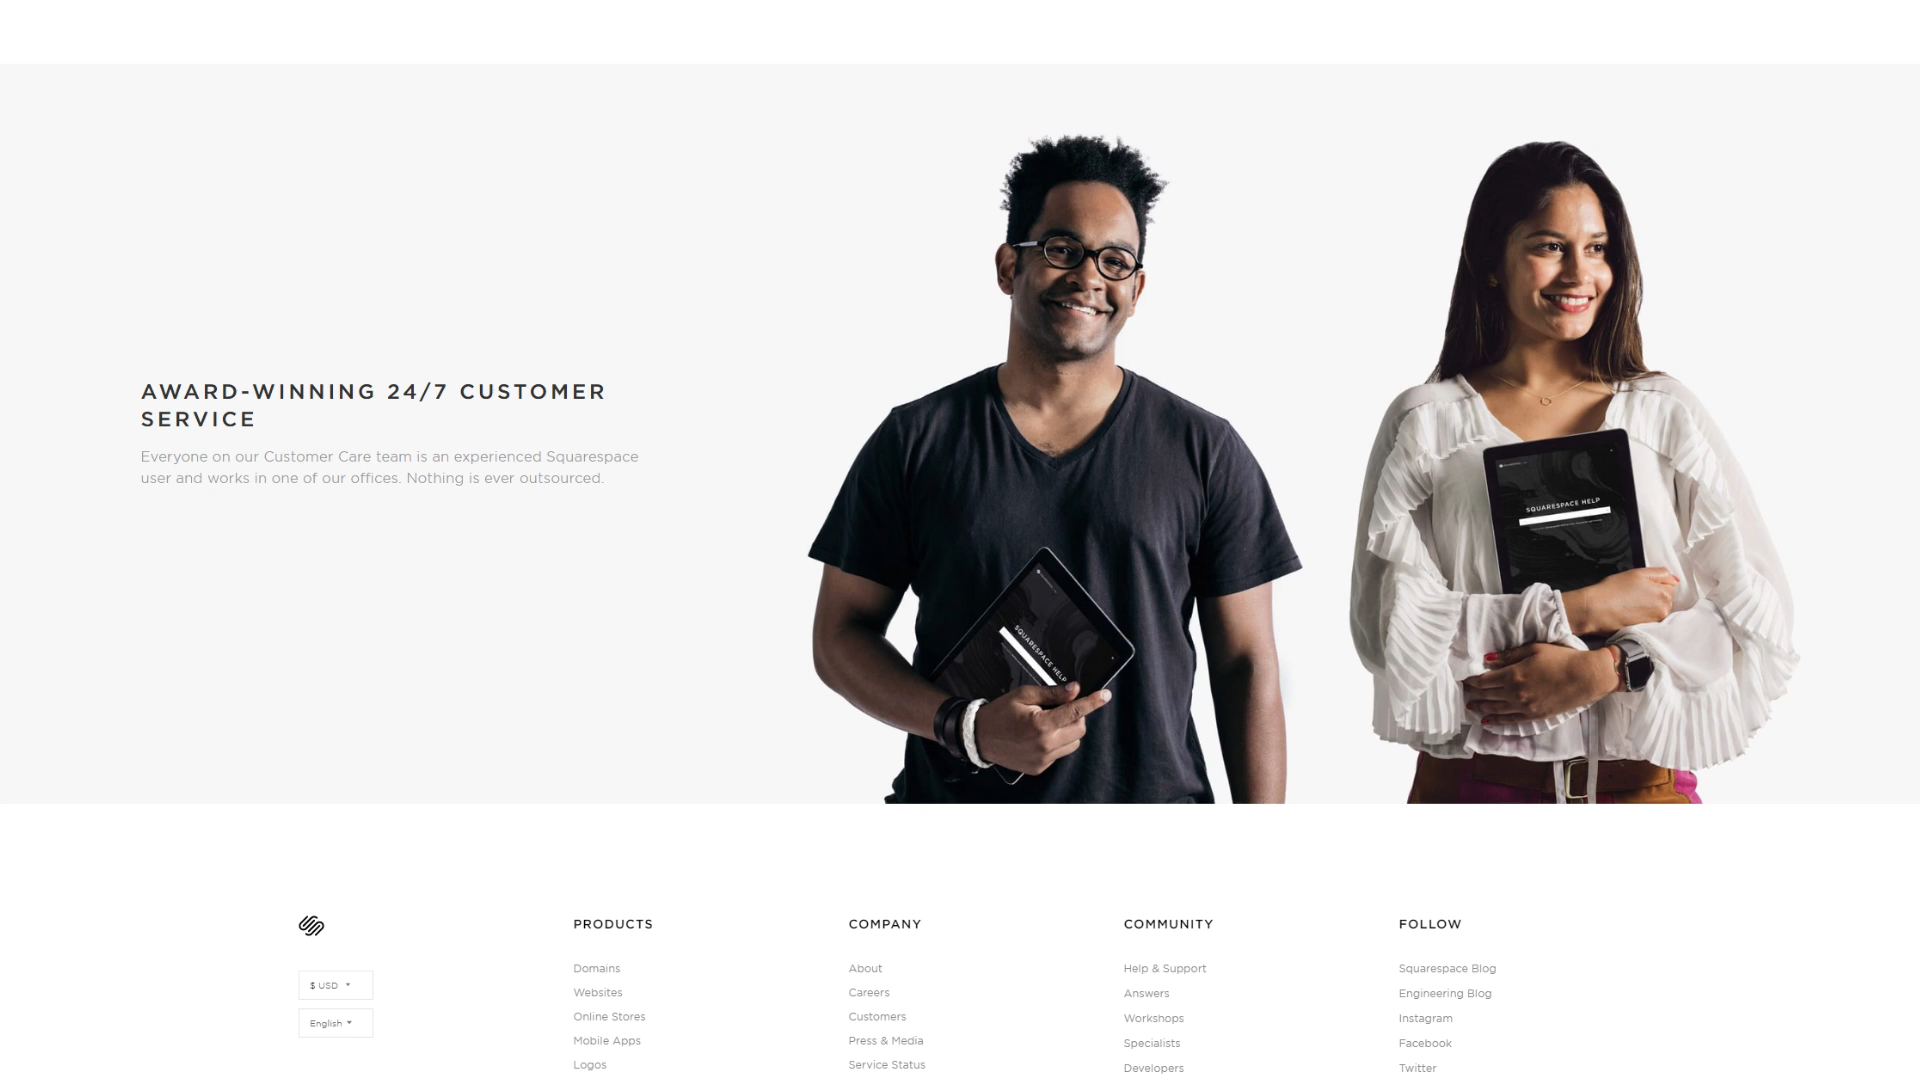 AWARD-WINNING 24/7 CUSTOMER
SERVICE
Everyone on our Customer Care team is an experienced Squarespace
user and works in one of our offices. Nothing is ever outsourced.
SQUARESPACE HELP
SQUARESPACE HELP
$ USD
English
PRODUCTS
Domains
Websites
Online Stores
Mobile Apps
Logos
COMPANY
About
Careers
Customers
Press & Media
Service Status
COMMUNITY
Help & Support
Answers
Workshops
Specialists
Developers
FOLLOW
Squarespace Blog
Engineering Blog
Instagram
Facebook
Twitter